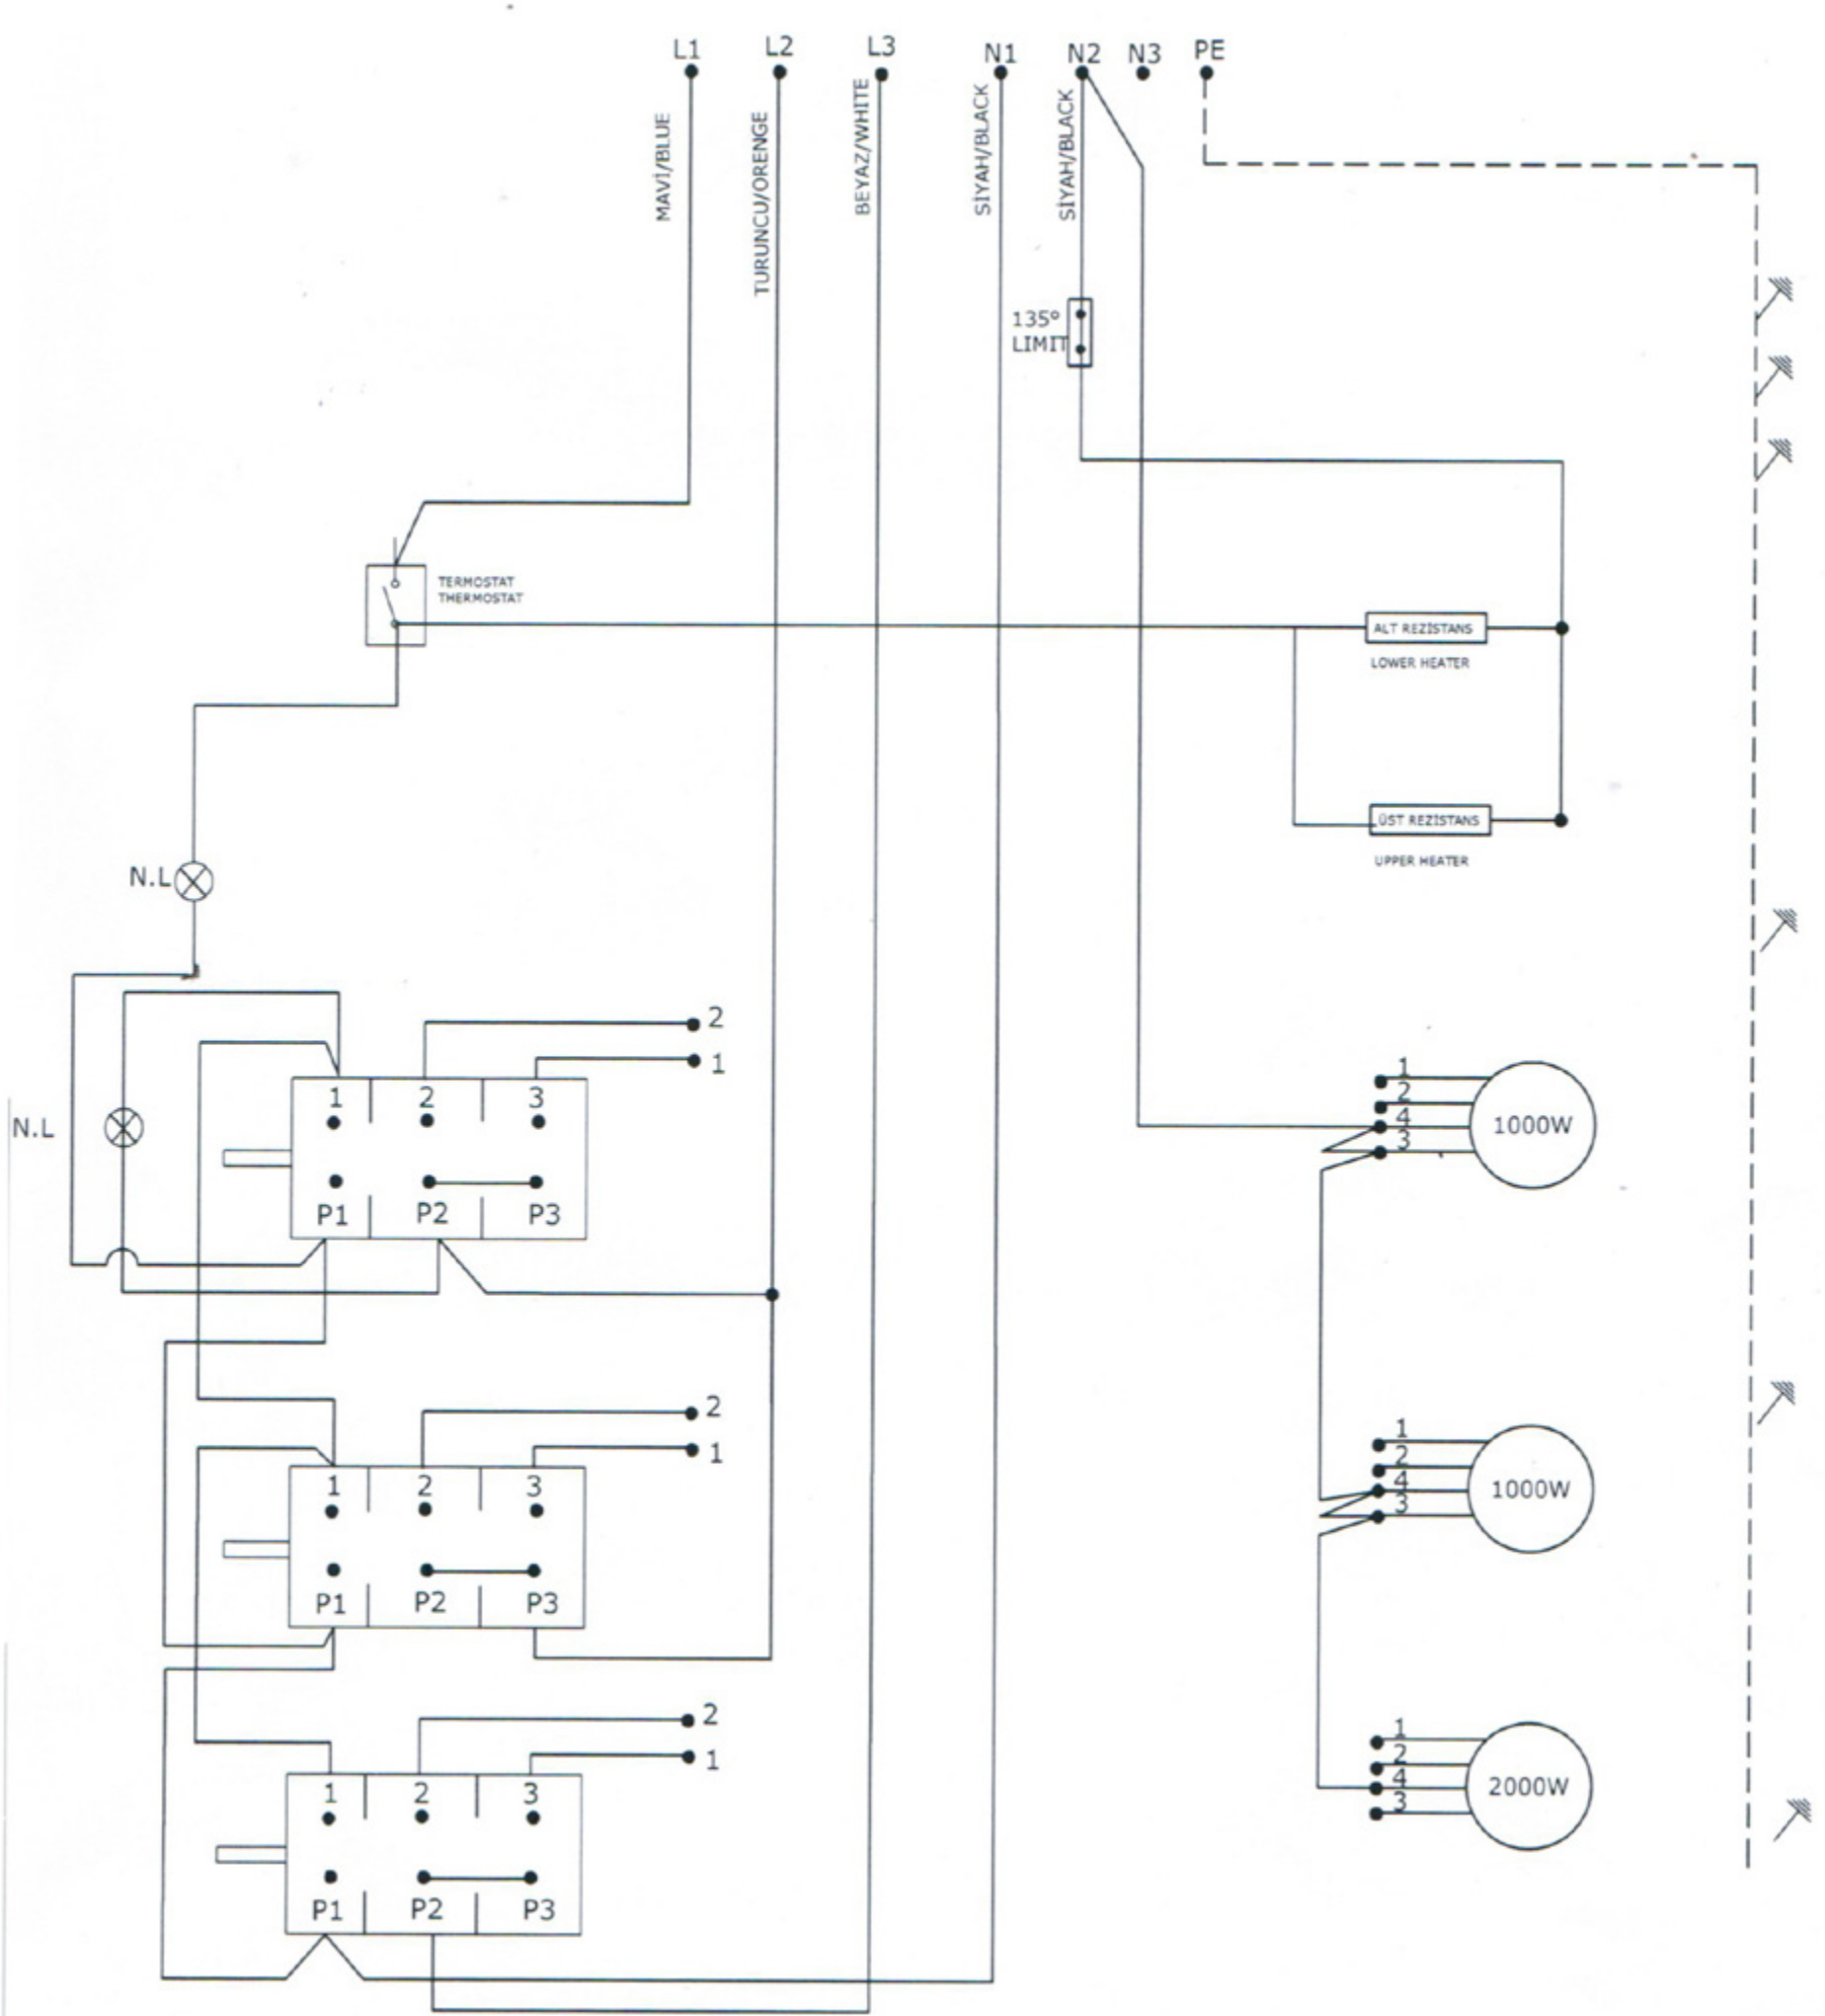 L1
L2
L3
N1
N2
N3
PE
MAVİ/BLUE
TURUNCU/ORENGE
BEYAZ/WHITE
SİYAH/BLACK
SİYAH/BLACK
135°
LIMIT
TERMOSTAT
THERMOSTAT
ALT REZİSTANS
LOWER HEATER
ÜST REZİSTANS
UPPER HEATER
N.L
2
1
1 2 3
N.L
P1 P2 P3
1
2
4
3
1000W
2
1
1 2 3
P1 P2 P3
1
2
4
3
1000W
2
1
1 2 3
P1 P2 P3
1
2
4
3
2000W